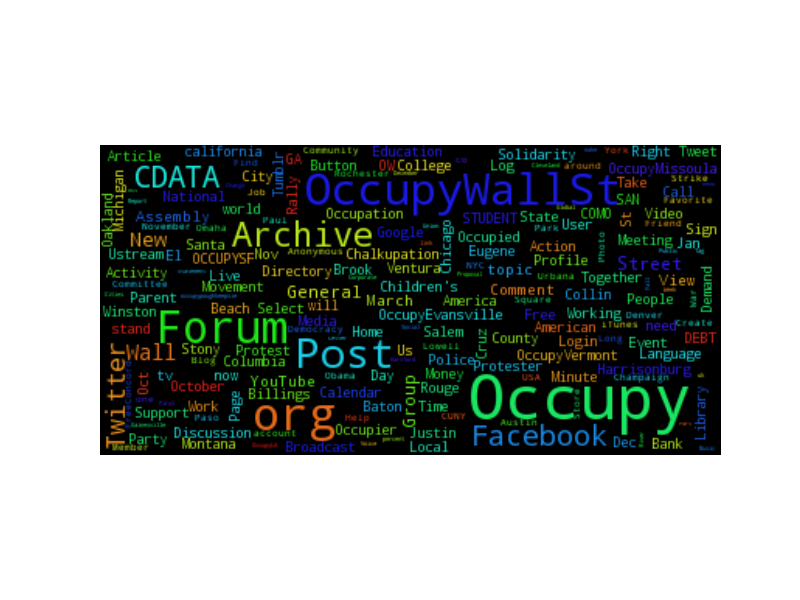 Article
california
Community
GA
Button
Education
OW
College
Rochester
Solidarity
Log
around
York
Right
Tweet
OccupyMissoula
Strike
Take
Call
Favorite
CDATA
City
Tumblr
National
Job
Rally
OccupyWallSt
SAN
Michigan
Oakland
Assembly
world
Paul
Occupation
STUDENT
State
COMO
St
Video
Friend
November
Omaha
Archive
Google
Chicago
Occupied
Park
User
Sign
New
Santa
Meeting
Jan
Photo
Ustream
El
OCCUPYSF
Nov
Anonymous
Chalkupation
Eugene
Action
Profile
Street
Activity
Live
Directory
Brook
Ventura
NYC
topic
Urbana
Together
View
Committee
Movement
Children's
Comment
Collin
People
War
Demand
Parent
Beach
Select
General
will
March
America
Square
Winston
Forum
Media
OccupyEvansville
Free
Working
Denver
iTunes
Create
stand
Democracy
Home
Salem
Cruz
County
American
Login
Long
need
Event
DEBT
Wall
Stony
Protest
Post
Us
Lowell
OccupyVermont
Language
Twitter
Blog
Columbia
Police
Protester
Harrisonburg
tv
now
Obama
Day
Money
USA
Minute
Champaign
Oct
October
YouTube
Calendar
Rouge
Occupy
Store
Library
Page
Billings
Group
Support
Work
Paso
org
Help
Baton
Time
CUNY
Austin
Discussion
account
Occupier
Justin
Facebook
Dec
Bank
Party
Member
Montana
Broadcast
Local